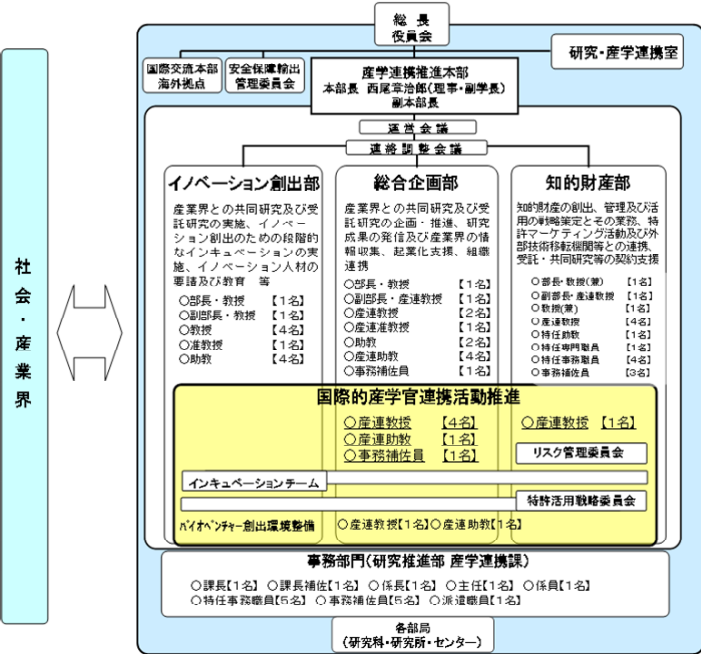 総 長
役員会
研究・産学連携室
国際交流本部
海外拠点
安全保障輸出
管理委員会
産学連携推進本部
本部長 西尾章治郎(理事・副学長)
副本部長
運営会議
連絡調整会議
社会・産業界
イノベーション創出部
産業界との共同研究及び受
託研究の実施、イノベー
ション創出のための段階的
なインキュベーションの実
施、イノベーション人材の
要請及び教育 等
○部長・教授 【1名】
○副部長・教授 【1名】
○教授 【4名】
○准教授 【1名】
○助教 【4名】
総合企画部
産業界との共同研究及び受
託研究の企画・推進、研究
成果の発信及び産業界の情
報収集、起業化支援、組織
連携
○部長・教授 【1名】
○副部長・産連教授 【1名】
○産連教授 【2名】
○産連准教授 【1名】
○助教 【2名】
○産連助教 【4名】
○事務補佐員 【1名】
知的財産部
知的財産の創出、管理及び活
用の戦略策定とその業務、特
許マーケティング活動及び外
部技術移転機関等との連携、
受託・共同研究等の契約支援
○部長・教授(兼) 【1名】
○副部長・産連教授 【1名】
○教授(兼) 【1名】
○産連教授 【4名】
○特任助教 【1名】
○特任専門職員 【1名】
○特任事務職員 【4名】
○事務補佐員 【3名】
国際的産学官連携活動推進
○産連教授 【4名】
○産連助教 【1名】
○事務補佐員 【1名】
○産連教授 【1名】
リスク管理委員会
インキュベーションチーム
特許活用戦略委員会
バイオベンチャー創出環境整備
○産連教授【1名】○産連助教【1名】
事務部門(研究推進部 産学連携課)
○課長【1名】 ○課長補佐【1名】 ○係長【1名】 ○主任【1名】 ○係員【1名】
○特任事務職員【5名】 ○事務補佐員【5名】 ○派遣職員【1名】
各部局
(研究科・研究所・センター)